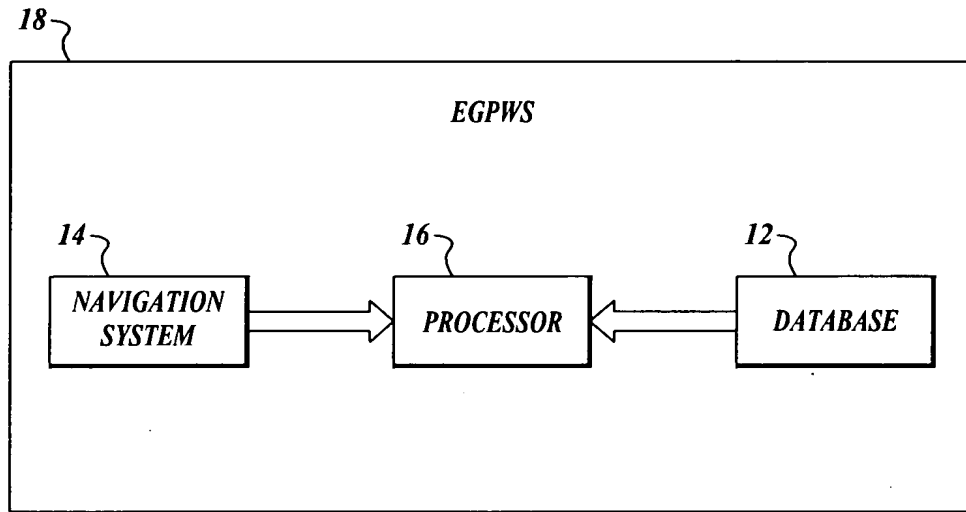 18
EGPWS
14
16
12
NAVIGATION
SYSTEM
PROCESSOR
DATABASE